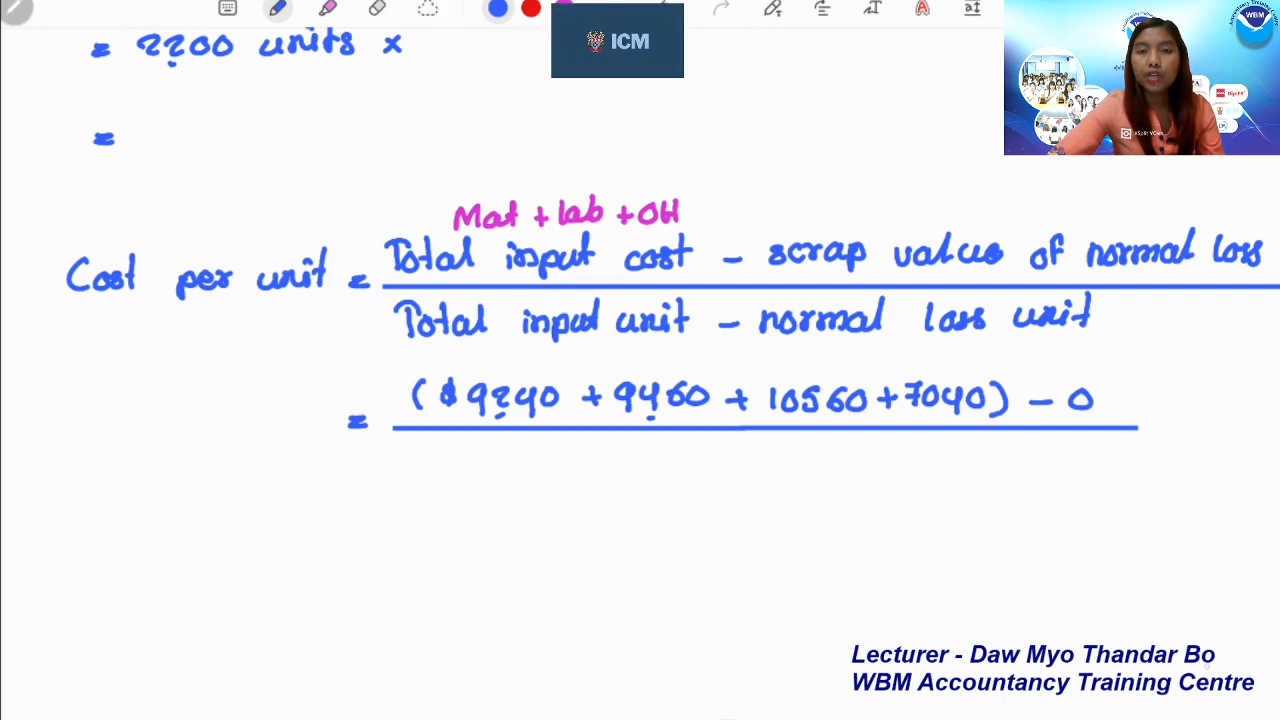 = 2200 units ×
ICM
WBM
=
Mat + lab + OH
Cost per unit = Total input cost - scrap value of normal loss
Total input unit - normal loss unit
= ($9240 + 9460 + 10560 + 7040) - 0
Lecturer - Daw Myo Thandar Bo
WBM Accountancy Training Centre